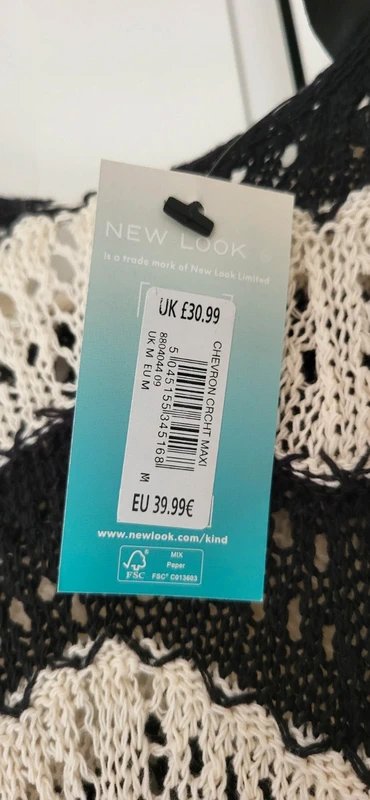 NEW LOOK ®
Is a trade mark of New Look Limited
UK £30.99
CHEVRON CRCHT MAXI
5 045155 345168
8804044 09
UK M EU M
M
EU 39.99€
www.newlook.com/kind
FSC
MIX
Paper
FSC® C013603